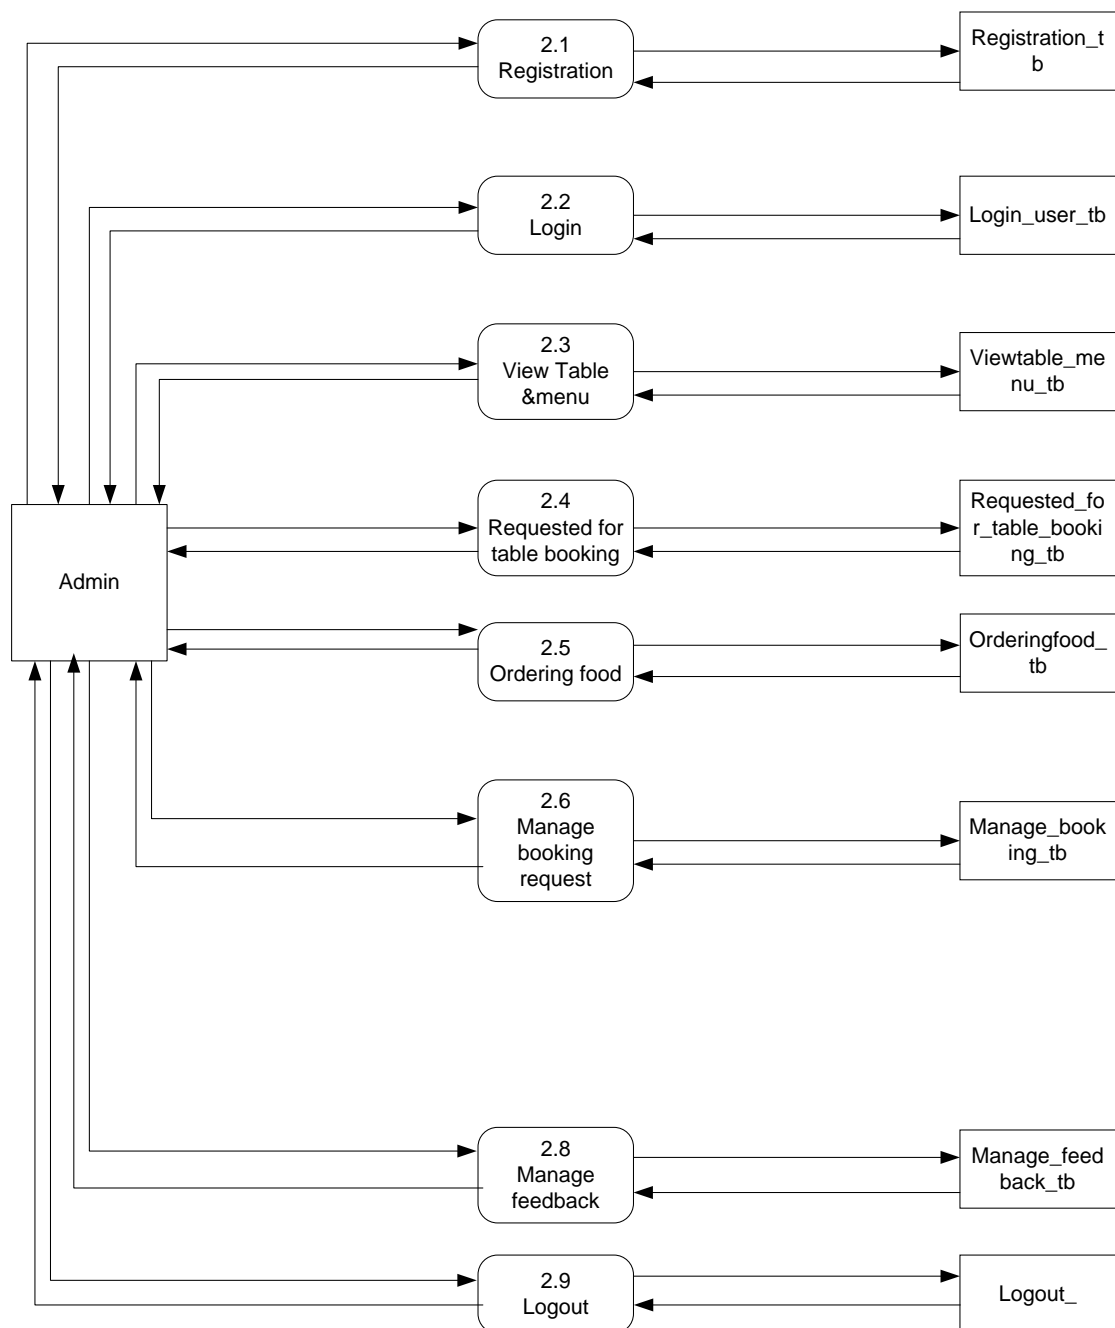 2.1
Registration
Registration_t
b
2.2
Login
Login_user_tb
2.3
View Table
&menu
Viewtable_me
nu_tb
2.4
Requested for
table booking
Requested_fo
r_table_booki
ng_tb
Admin
2.5
Ordering food
Orderingfood_
tb
2.6
Manage
booking
request
Manage_book
ing_tb
2.8
Manage
feedback
Manage_feed
back_tb
2.9
Logout
Logout_